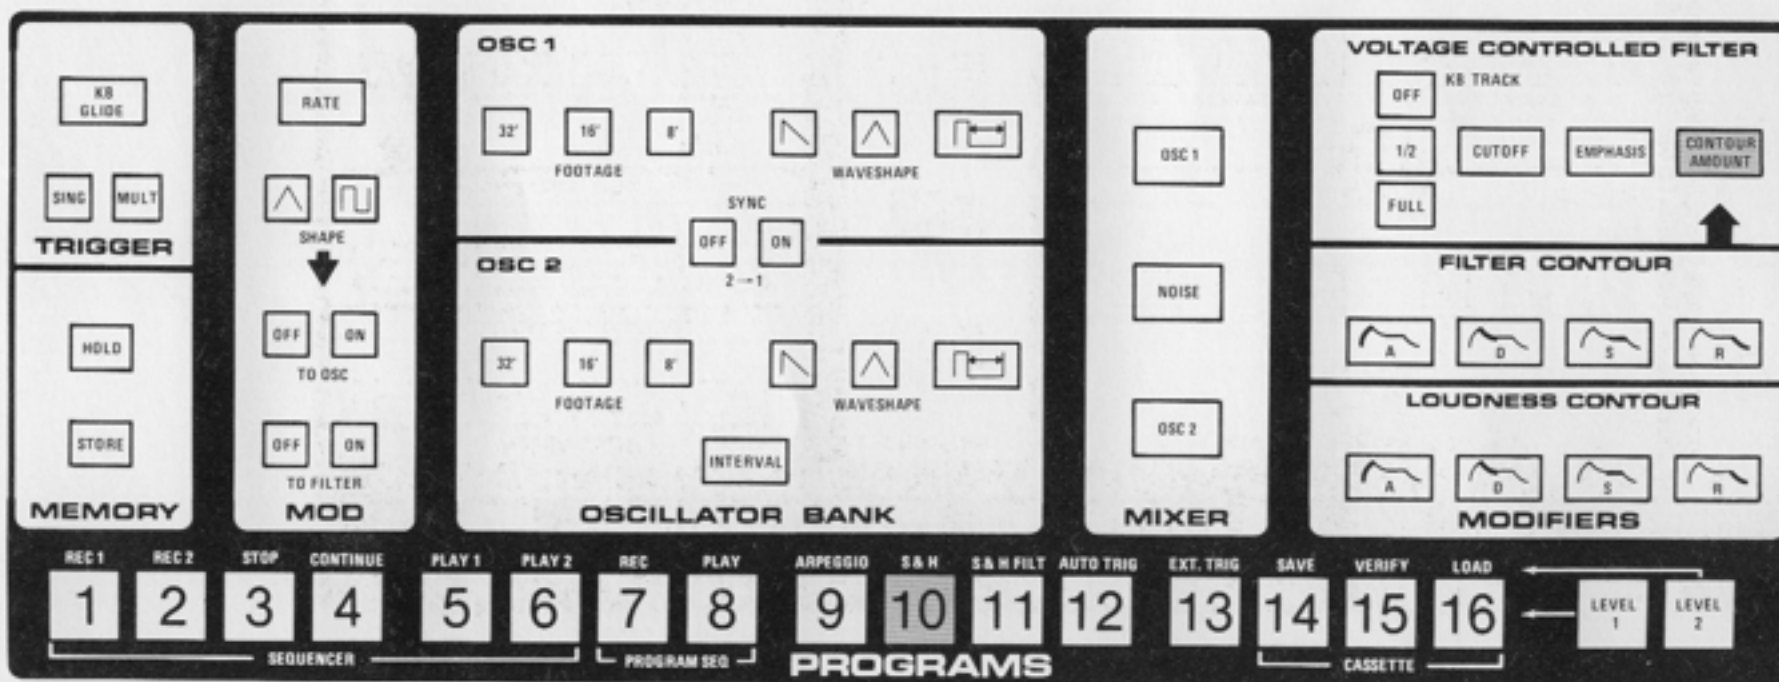 KB
GLIDE
SING MULT
TRIGGER
HOLD
STORE
MEMORY
RATE
SHAPE
OFF ON
TO OSC
OFF ON
TO FILTER
MOD
OSC 1
32' 16' 8'
FOOTAGE WAVESHAPE
SYNC
OFF ON
2→1
OSC 2
32' 16' 8'
FOOTAGE WAVESHAPE
INTERVAL
OSCILLATOR BANK
OSC 1
NOISE
OSC 2
MIXER
VOLTAGE CONTROLLED FILTER
KB TRACK
OFF
1/2
FULL
CUTOFF
EMPHASIS
CONTOUR
AMOUNT
FILTER CONTOUR
A D S R
LOUDNESS CONTOUR
A D S R
MODIFIERS
REC 1 REC 2 STOP CONTINUE PLAY 1 PLAY 2 REC PLAY ARPEGGIO S & H S & H FILT AUTO TRIG EXT. TRIG SAVE VERIFY LOAD
1 2 3 4 5 6 7 8 9 10 11 12 13 14 15 16
LEVEL
1
LEVEL
2
SEQUENCER PROGRAM SEQ PROGRAMS CASSETTE